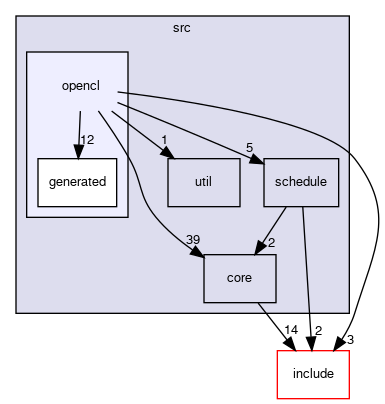 src
opencl
12
1
5
generated
util
schedule
39
2
core
14
2
3
include